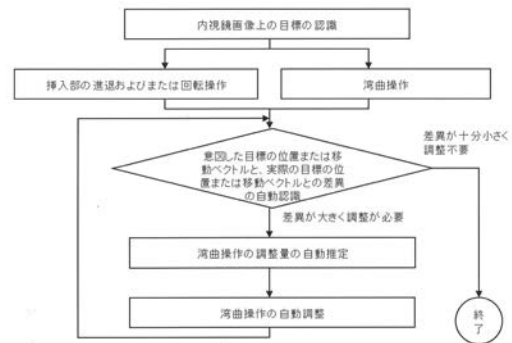 内視鏡画像上の目標の認識
挿入部の進退およびまたは回転操作
湾曲操作
差異が十分小さく
調整不要
意図した目標の位置または移
動ベクトルと、実際の目標の位
置または移動ベクトルとの差異
の自動認識
差異が大きく調整が必要
湾曲操作の調整量の自動推定
湾曲操作の自動調整
終
了